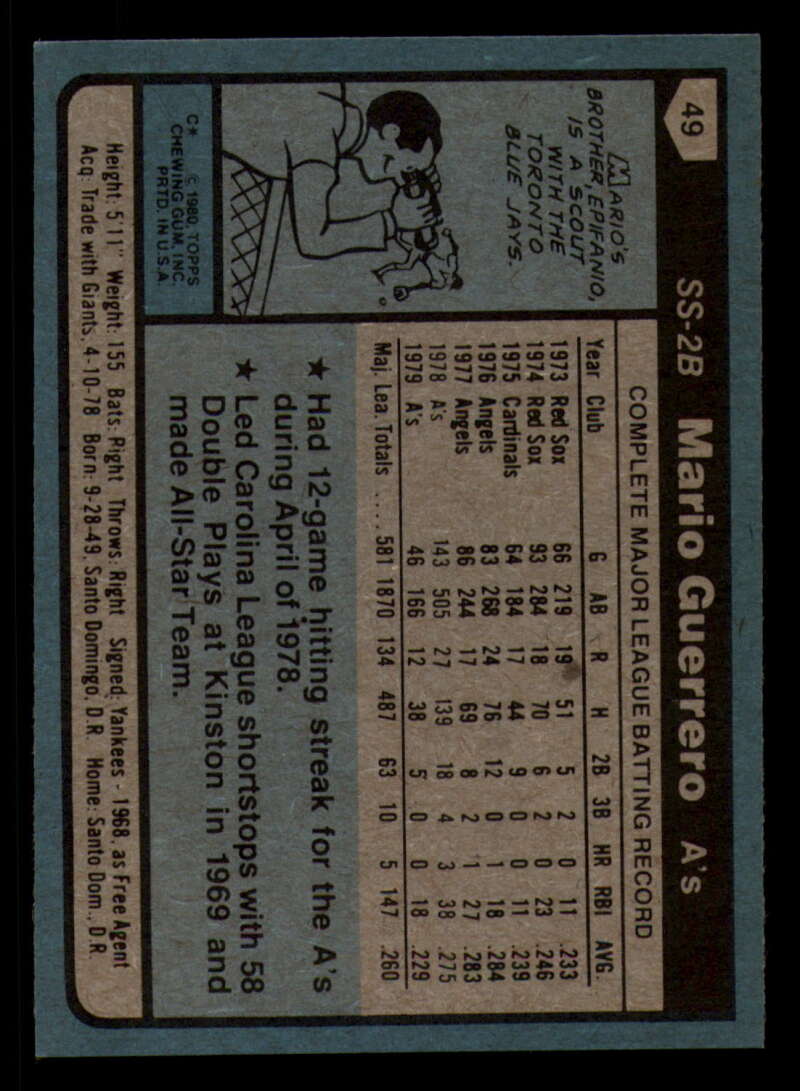 49
SS-2B Mario Guerrero A's
MARIO'S
BROTHER, EPIFANIO,
IS A SCOUT
WITH THE
TORONTO
BLUE JAYS.
C* © 1980, TOPPS
CHEWING GUM, INC.
PRTD. IN U.S.A.
COMPLETE MAJOR LEAGUE BATTING RECORD
Year Club G AB R H 2B 3B HR RBI AVG.
1973 Red Sox 66 219 19 51 5 2 0 11 .233
1974 Red Sox 93 284 18 70 6 2 0 23 .246
1975 Cardinals 64 184 17 44 9 0 0 11 .239
1976 Angels 83 268 24 76 12 0 1 18 .284
1977 Angels 86 244 17 69 8 2 1 27 .283
1978 A's 143 505 27 139 18 4 3 38 .275
1979 A's 46 166 12 38 5 0 0 18 .229
Maj. Lea. Totals .... 581 1870 134 487 63 10 5 147 .260
★ Had 12-game hitting streak for the A's
during April of 1978.
★ Led Carolina League shortstops with 58
Double Plays at Kinston in 1969 and
made All-Star Team.
Height: 5'11" Weight: 155 Bats: Right Throws: Right Signed: Yankees - 1968, as Free Agent
Acq: Trade with Giants, 4-10-78 Born: 9-28-49, Santo Domingo, D.R. Home: Santo Dom., D.R.